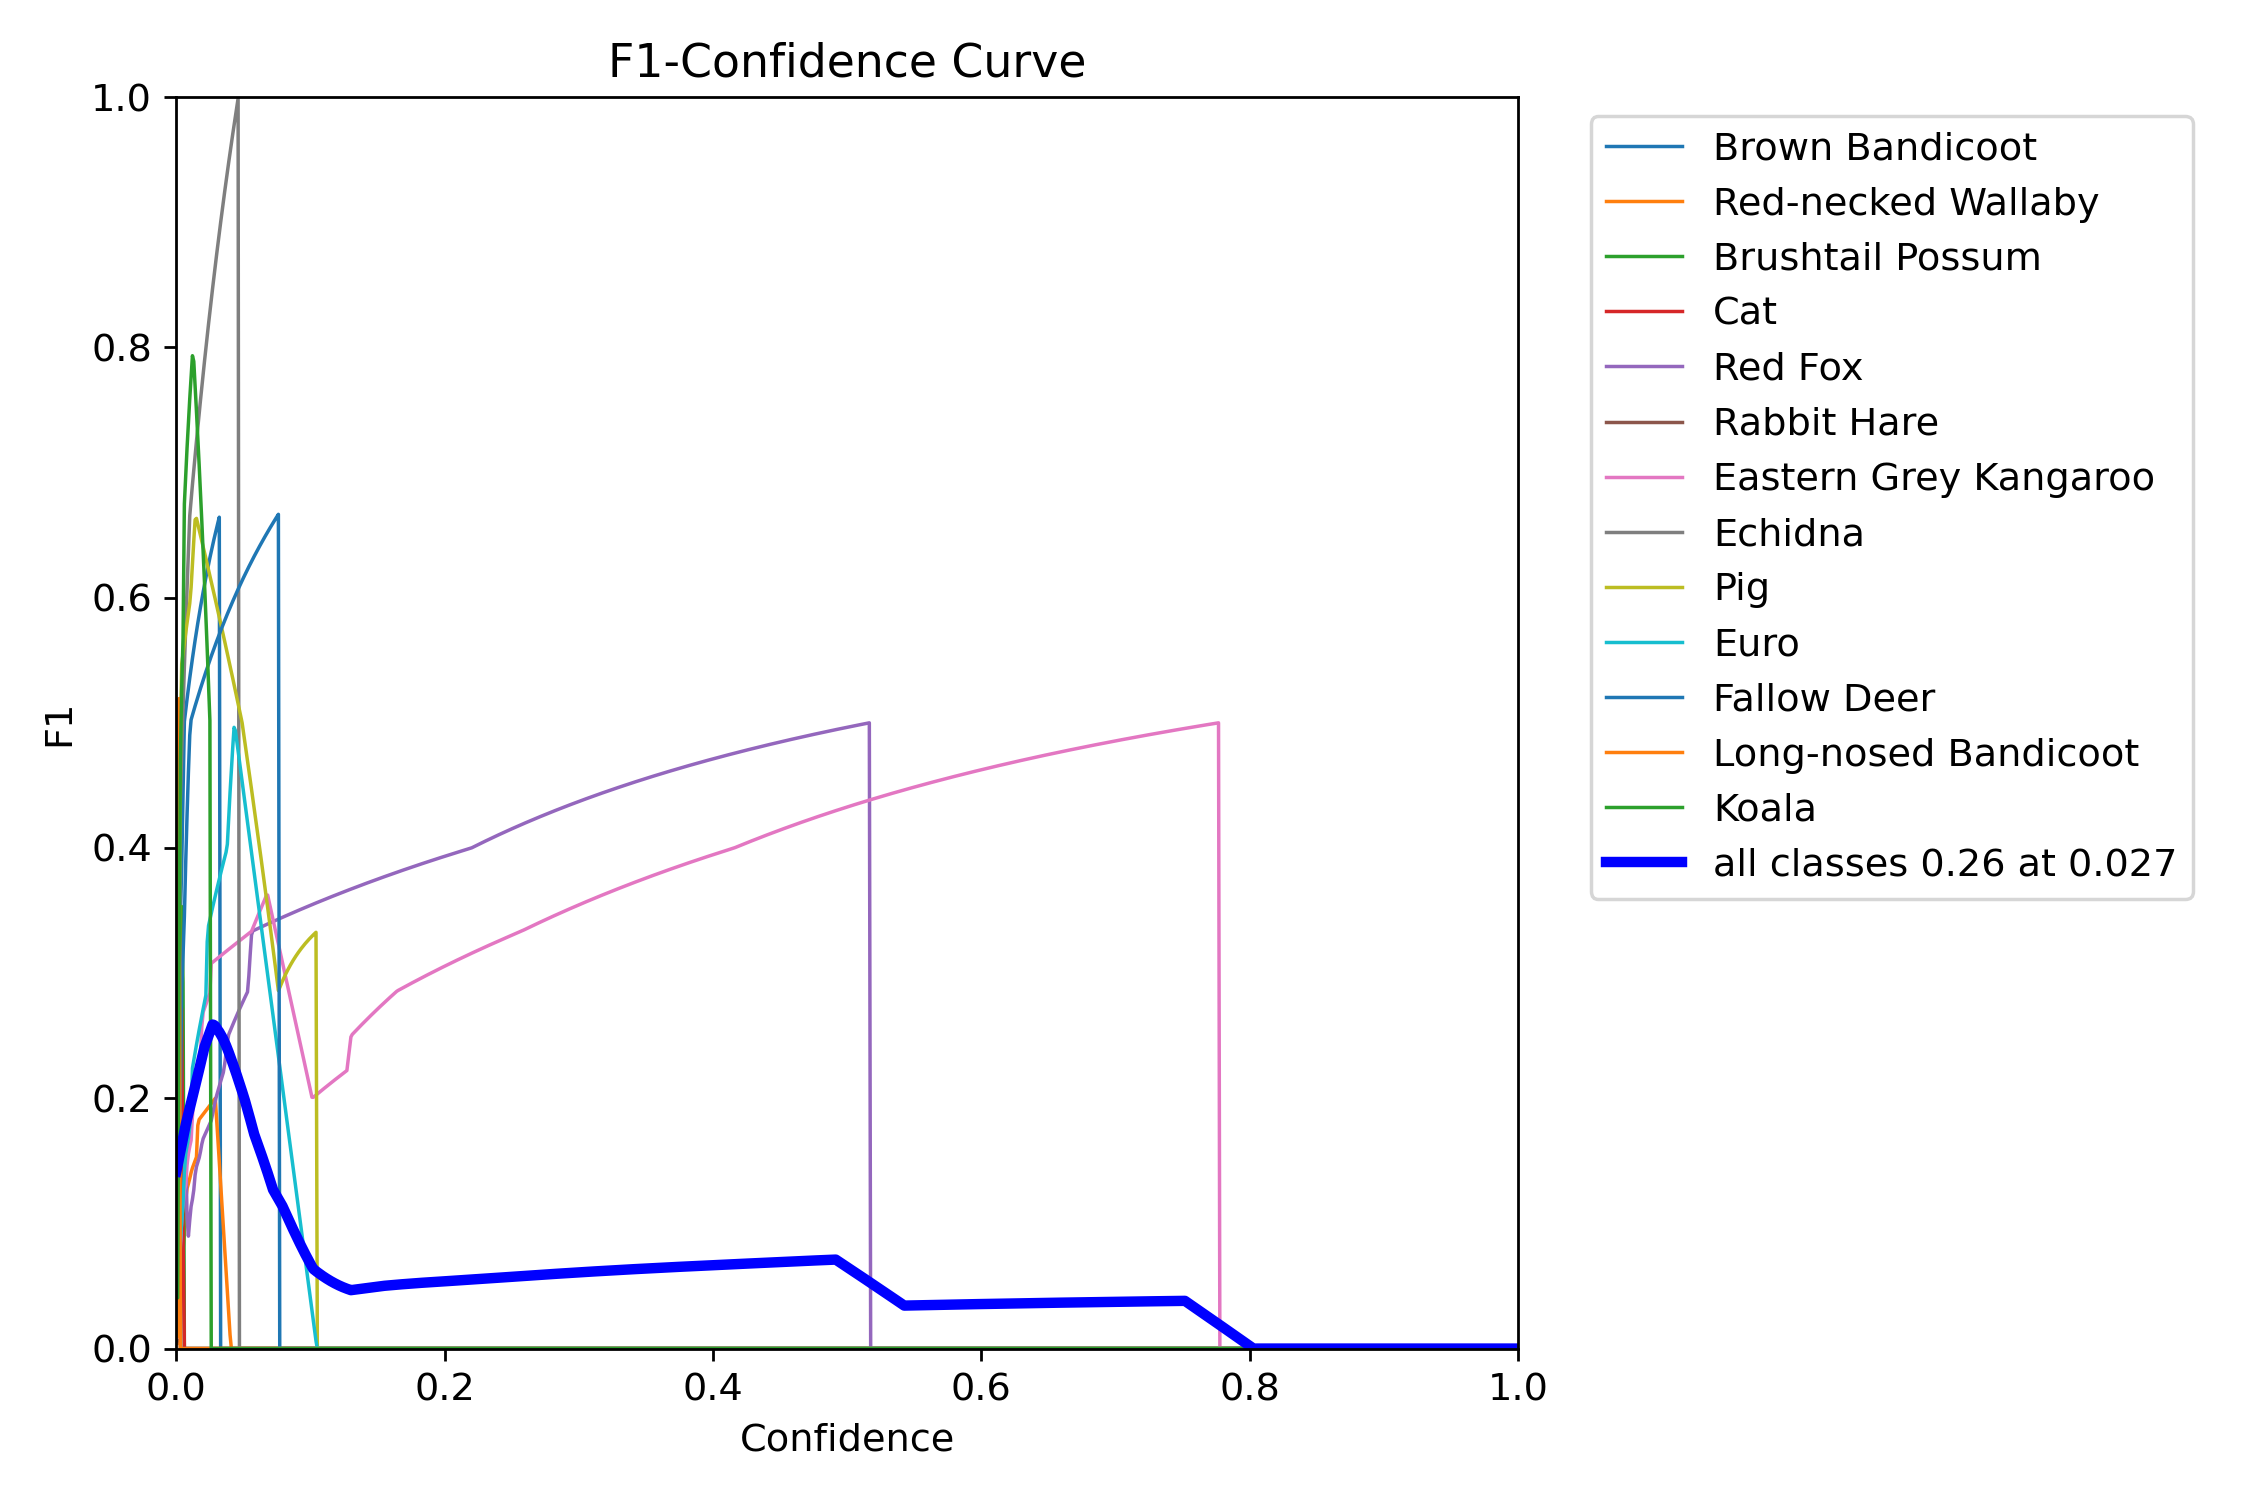 F1-Confidence Curve
1.0
0.8
0.6
0.4
0.2
0.0
F1
0.0 0.2 0.4 0.6 0.8 1.0
Confidence
Brown Bandicoot
Red-necked Wallaby
Brushtail Possum
Cat
Red Fox
Rabbit Hare
Eastern Grey Kangaroo
Echidna
Pig
Euro
Fallow Deer
Long-nosed Bandicoot
Koala
all classes 0.26 at 0.027